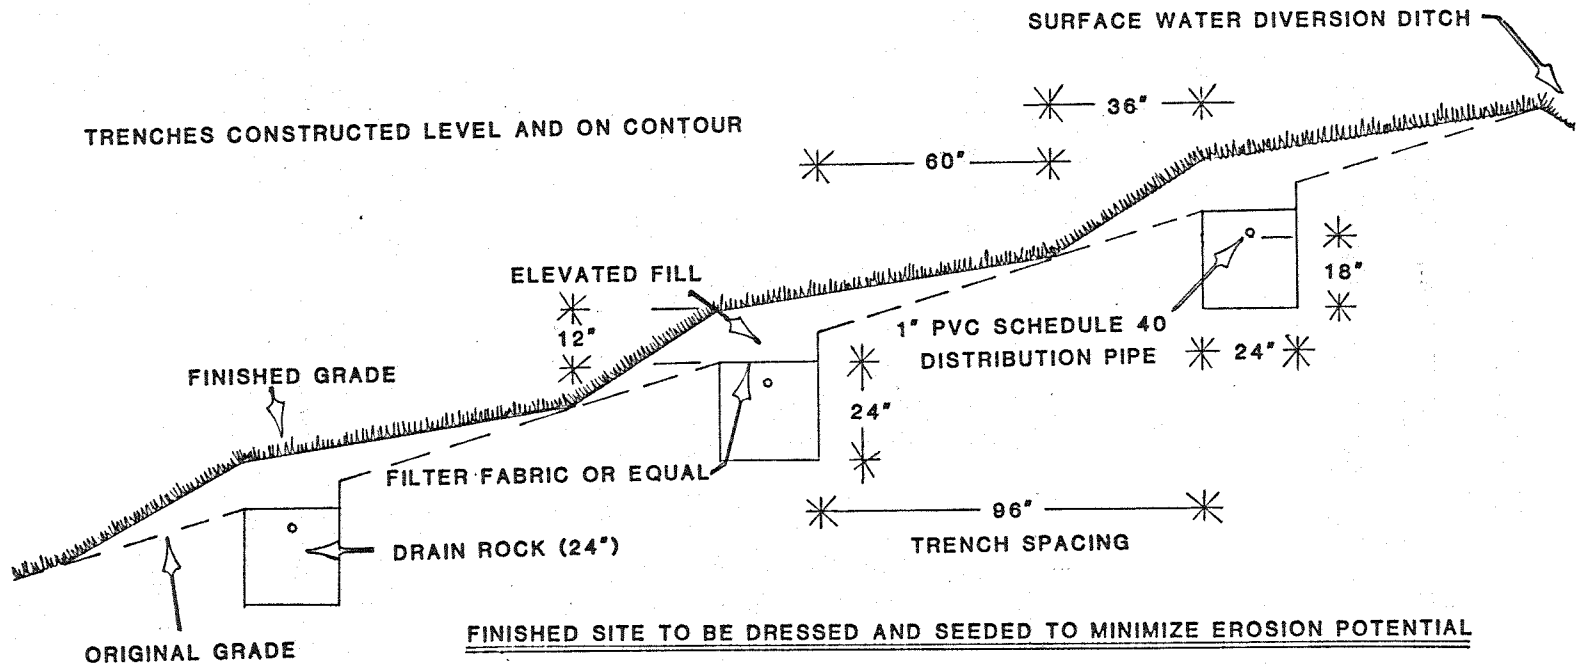 SURFACE WATER DIVERSION DITCH
36"
TRENCHES CONSTRUCTED LEVEL AND ON CONTOUR
60"
ELEVATED FILL
12"
18"
1" PVC SCHEDULE 40
DISTRIBUTION PIPE
24"
FINISHED GRADE
24"
FILTER FABRIC OR EQUAL
96"
TRENCH SPACING
DRAIN ROCK (24")
FINISHED SITE TO BE DRESSED AND SEEDED TO MINIMIZE EROSION POTENTIAL
ORIGINAL GRADE